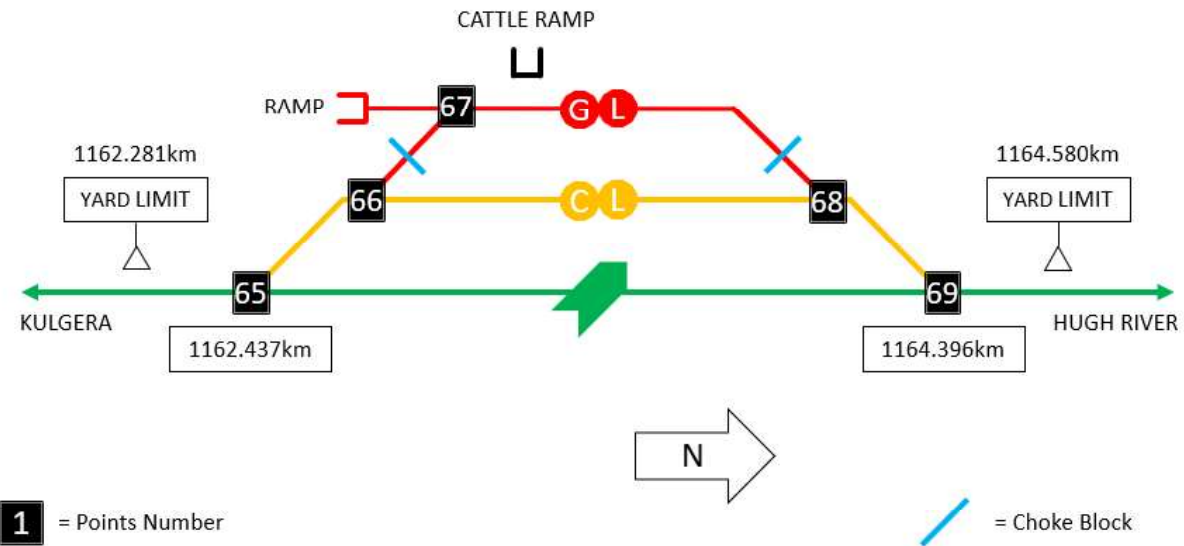 CATTLE RAMP
RAMP
67
G L
1162.281km
1164.580km
YARD LIMIT
66
C L
68
YARD LIMIT
65
69
KULGERA
HUGH RIVER
1162.437km
1164.396km
N
1 = Points Number
= Choke Block